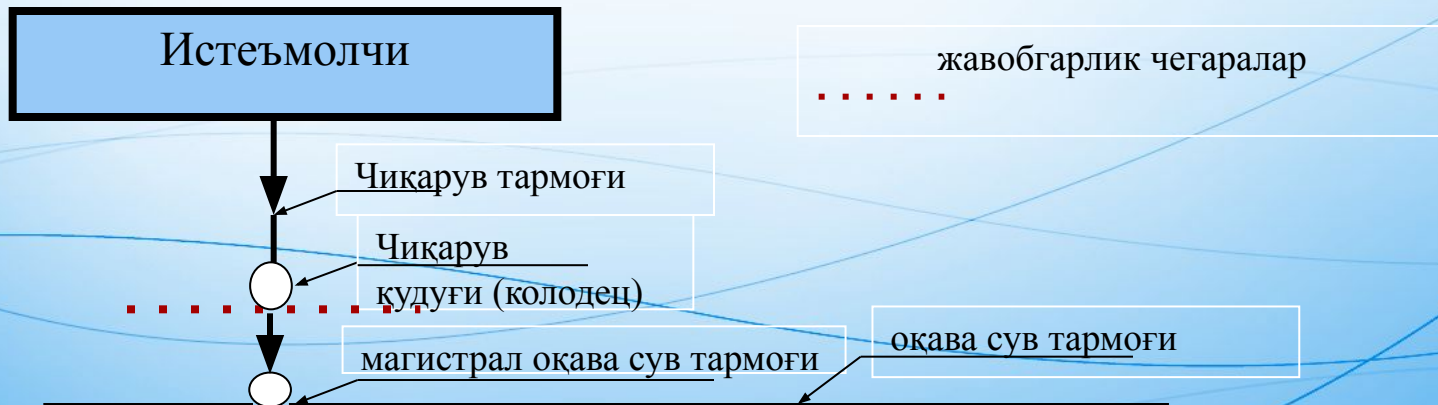 Истеъмолчи
жавобгарлик чегаралар
Чиқарув тармоғи
Чиқарув
қудуғи (колодец)
магистрал оқава сув тармоғи
оқава сув тармоғи